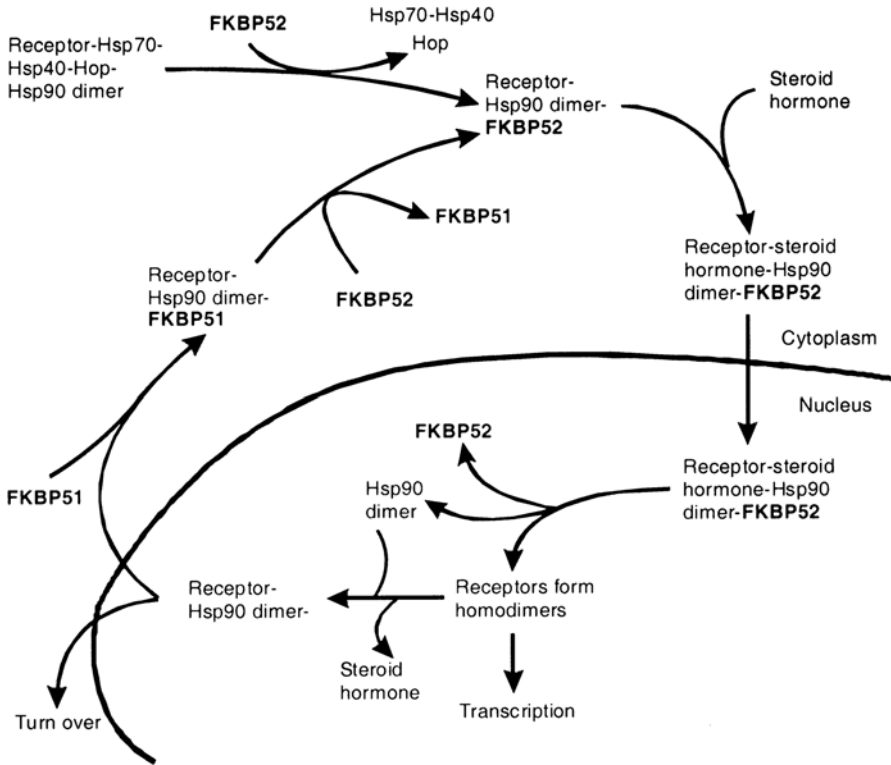 Receptor-Hsp70-
Hsp40-Hop-
Hsp90 dimer
FKBP52
Hsp70-Hsp40
Hop
Receptor-
Hsp90 dimer-
FKBP52
Steroid
hormone
FKBP51
FKBP52
Receptor-
Hsp90 dimer-
FKBP51
Receptor-steroid
hormone-Hsp90
dimer-FKBP52
Cytoplasm
Nucleus
FKBP51
FKBP52
Hsp90
dimer
Receptor-steroid
hormone-Hsp90
dimer-FKBP52
Receptor-
Hsp90 dimer-
Receptors form
homodimers
Steroid
hormone
Turn over
Transcription